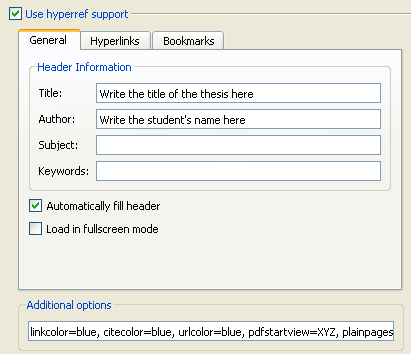 Use hyperref support
General Hyperlinks Bookmarks
Header Information
Title: Write the title of the thesis here
Author: Write the student's name here
Subject:
Keywords:
Automatically fill header
Load in fullscreen mode
Additional options
linkcolor=blue, citecolor=blue, urlcolor=blue, pdfstartview=XYZ, plainpages